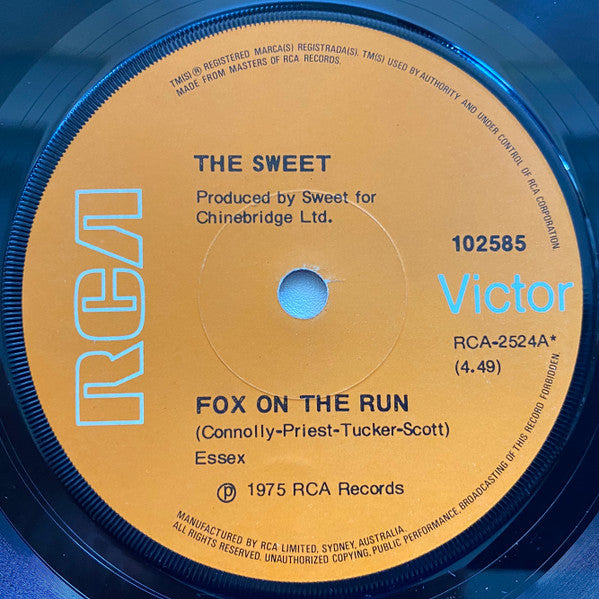 TM(S) ® REGISTERED MARCA(S) REGISTRADA(S). TM(S) USED BY AUTHORITY AND UNDER CONTROL OF RCA CORPORATION.
MADE FROM MASTERS OF RCA RECORDS.
THE SWEET
Produced by Sweet for
Chinebridge Ltd.
RCA
102585
Victor
RCA-2524A*
(4.49)
FOX ON THE RUN
(Connolly-Priest-Tucker-Scott)
Essex
℗ 1975 RCA Records
MANUFACTURED BY RCA LIMITED, SYDNEY, AUSTRALIA.
ALL RIGHTS RESERVED. UNAUTHORIZED COPYING, PUBLIC PERFORMANCE, BROADCASTING OF THIS RECORD FORBIDDEN.